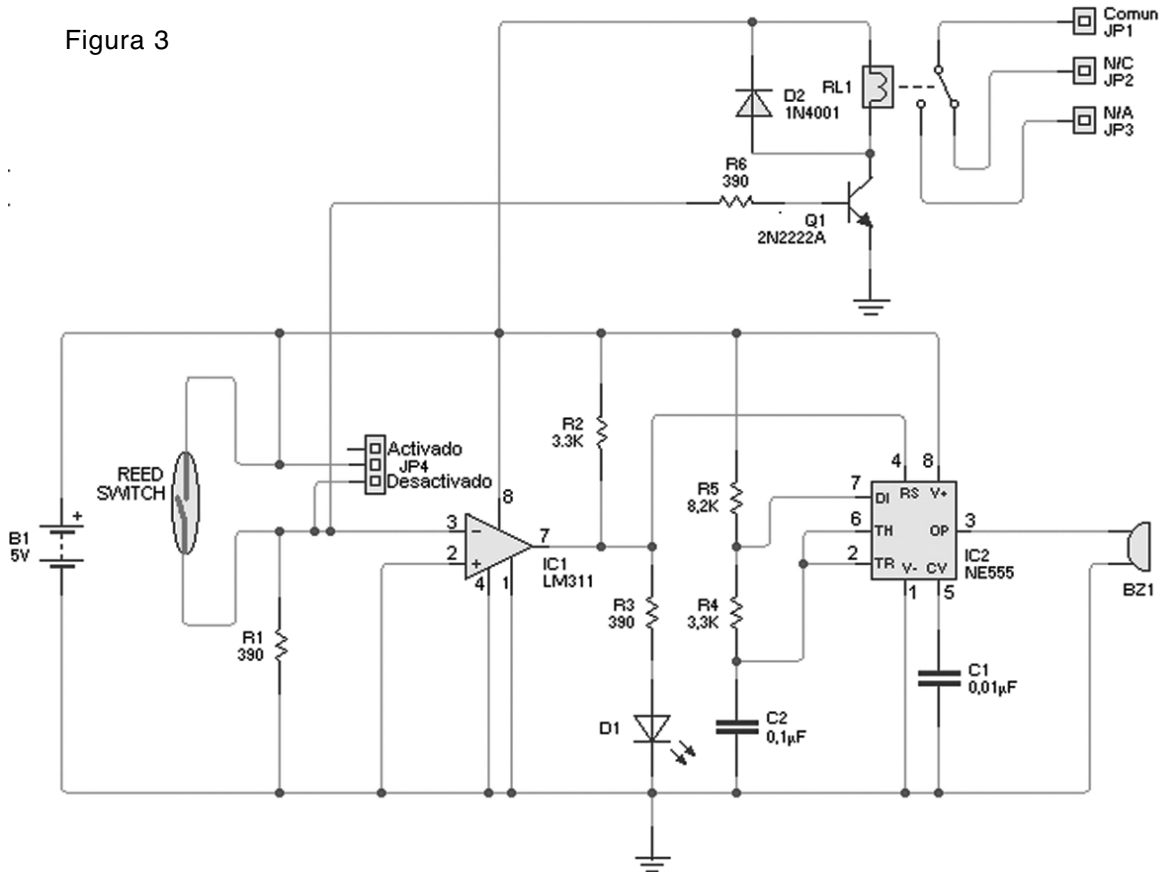 Figura 3
Comun
JP1
N/C
JP2
N/A
JP3
RL1
D2
1N4001
R6
390
Q1
2N2222A
REED
SWITCH
Activado
JP4
Desactivado
R2
3.3K
8
3
-
2
+
4
1
7
IC1
LM311
B1
5V
+
R1
390
R3
390
D1
R5
8,2K
R4
3,3K
C2
0,1µF
4
8
7
DI
RS
V+
6
TH
OP
3
2
TR
V-
CV
IC2
NE555
1
5
C1
0,01µF
BZ1